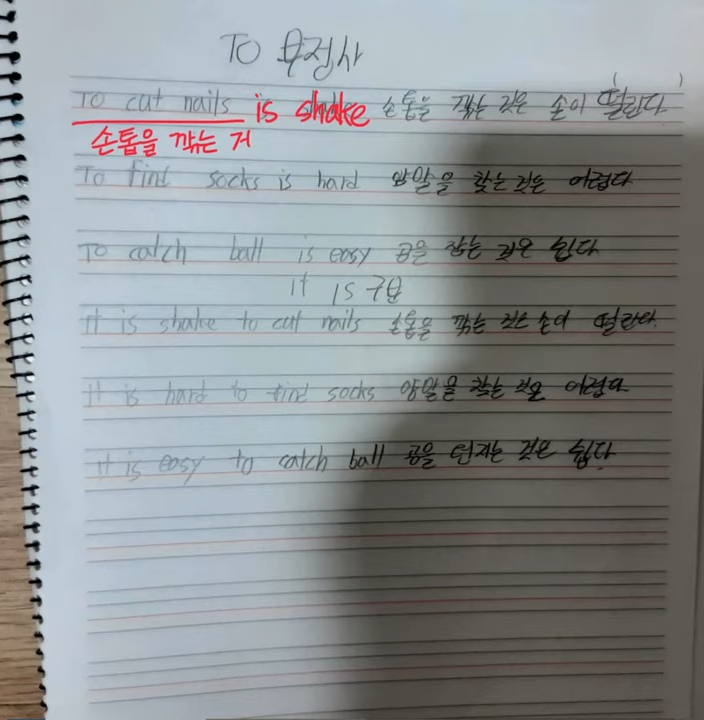 TO 부정사
( )
To cut nails is shake 손톱을 깎는 것은 손이 떨린다
손톱을 깎는 거
To find socks is hard 양말을 찾는 것은 어렵다
To catch ball is easy 공을 잡는 것은 쉽다
it is 구문
It is shake to cut nails 손톱을 깎는 것은 손이 떨린다.
It is hard to find socks 양말을 찾는 것은 어렵다
it is easy to catch ball 공을 던지는 것은 쉽다.